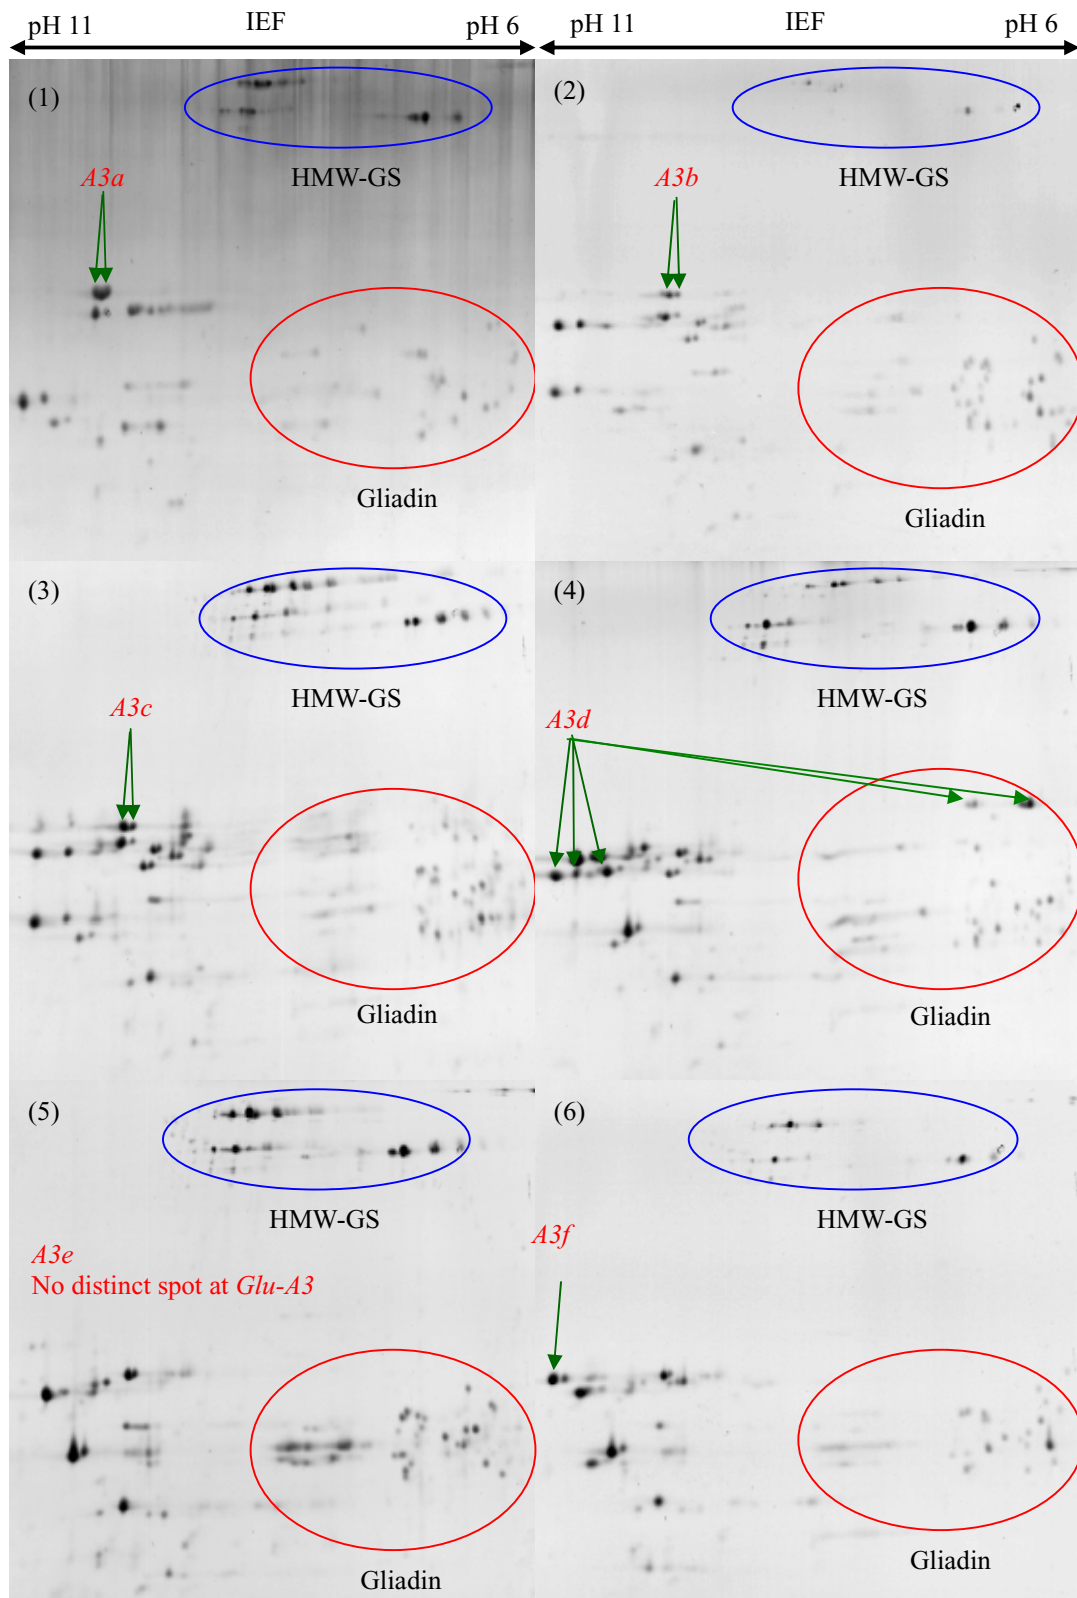 pH 11 IEF pH 6 pH 11 IEF pH 6
(1)
HMW-GS
A3a
Gliadin
(2)
HMW-GS
A3b
Gliadin
(3)
HMW-GS
A3c
Gliadin
(4)
HMW-GS
A3d
Gliadin
(5)
HMW-GS
A3e
No distinct spot at Glu-A3
Gliadin
(6)
HMW-GS
A3f
Gliadin